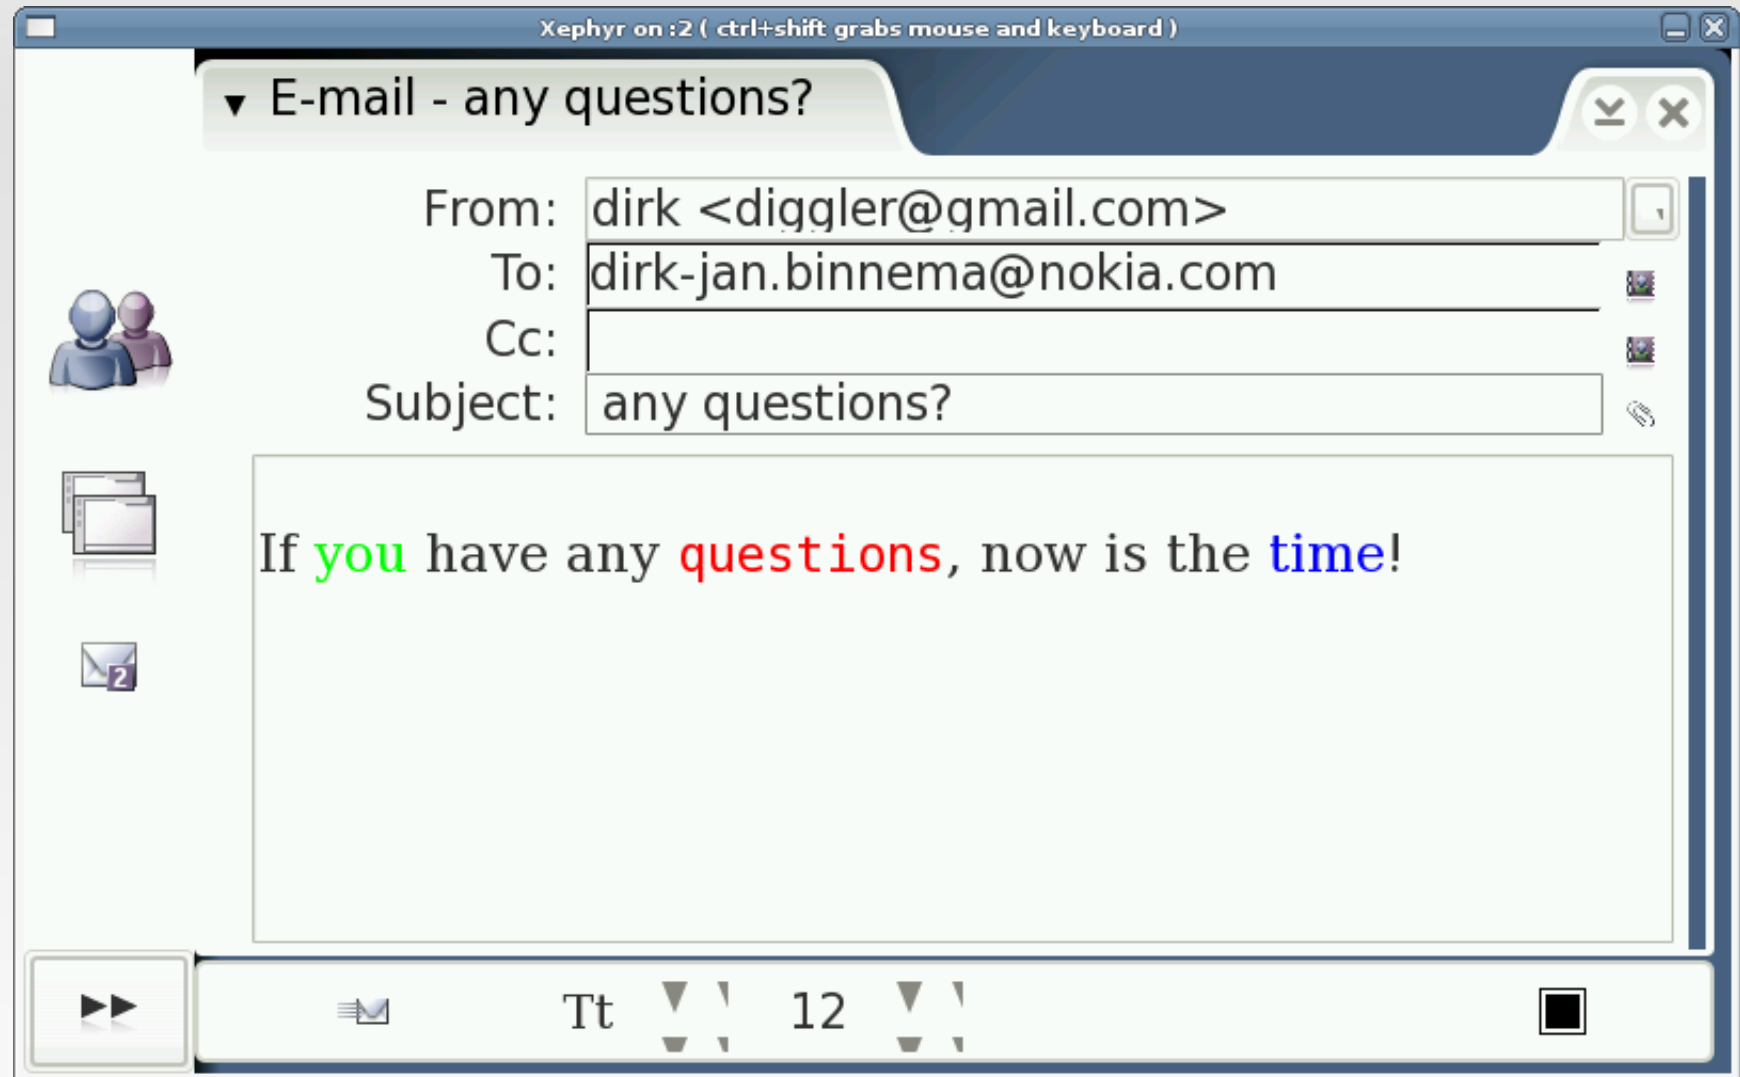 Xephyr on :2 ( ctrl+shift grabs mouse and keyboard )
E-mail - any questions?
From: dirk <diggler@gmail.com>
To: dirk-jan.binnema@nokia.com
Cc:
Subject: any questions?
If you have any questions, now is the time!
2
Tt 12